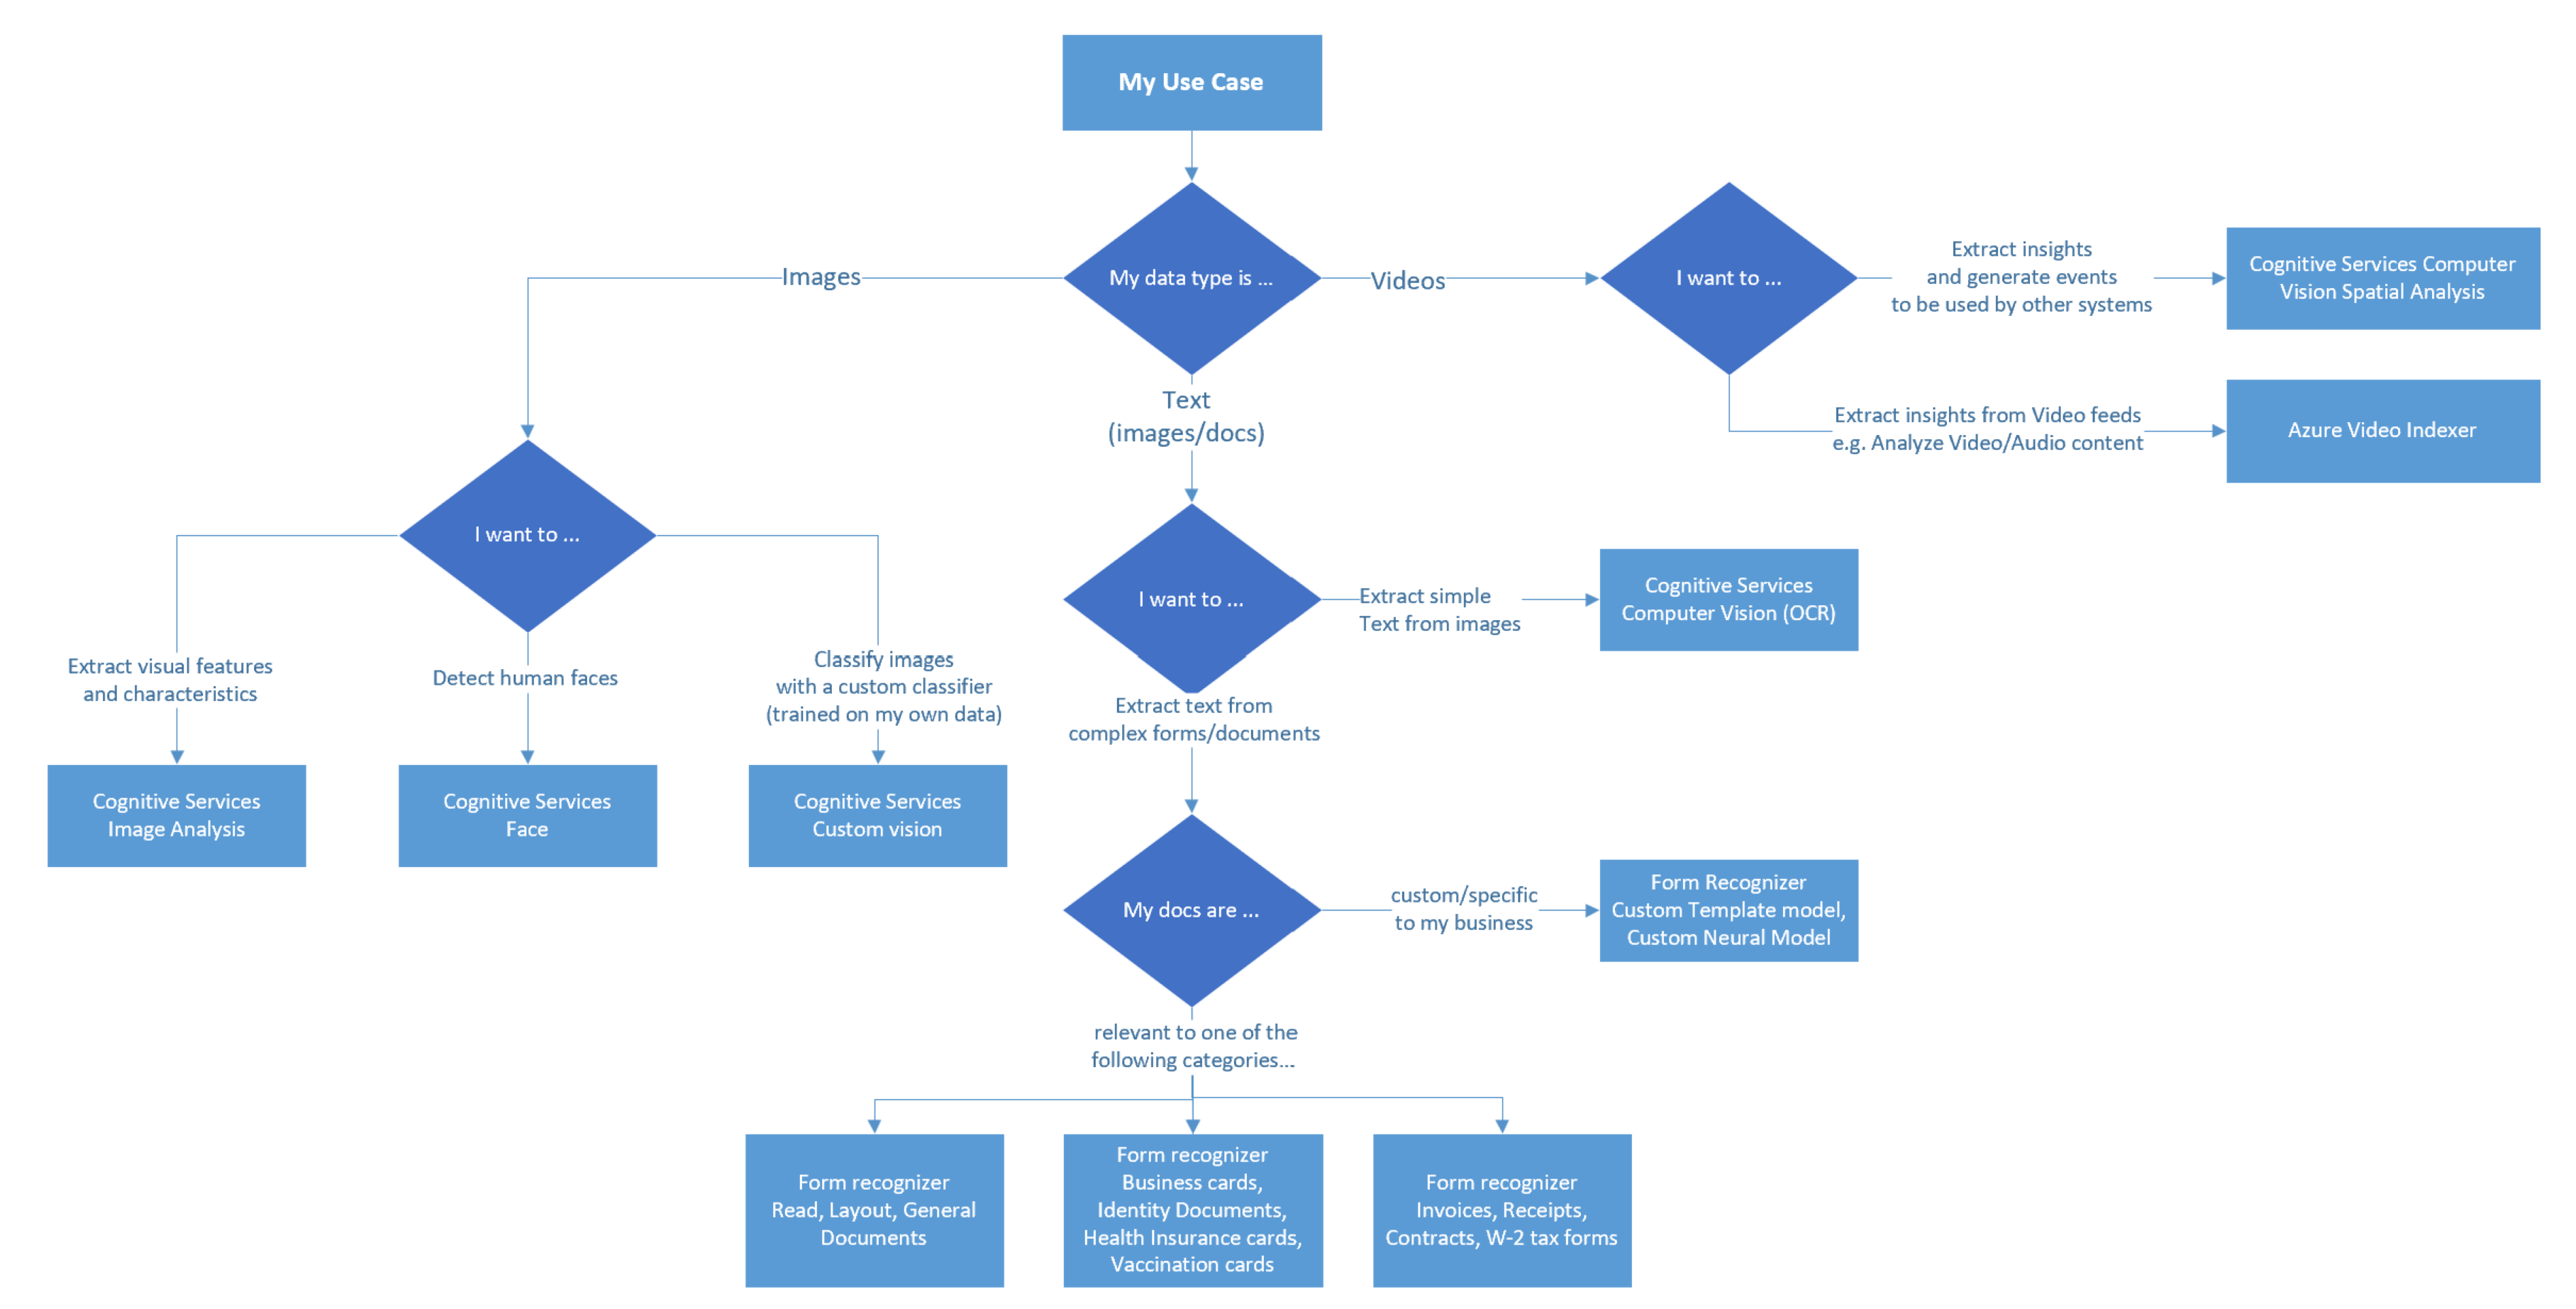 My Use Case
My data type is ...
Images
Videos
I want to ...
Extract insights
and generate events
to be used by other systems
Cognitive Services Computer
Vision Spatial Analysis
Extract insights from Video feeds
e.g. Analyze Video/Audio content
Azure Video Indexer
Text
(images/docs)
I want to ...
Extract visual features
and characteristics
Detect human faces
Classify images
with a custom classifier
(trained on my own data)
Cognitive Services
Image Analysis
Cognitive Services
Face
Cognitive Services
Custom vision
I want to ...
Extract simple
Text from images
Cognitive Services
Computer Vision (OCR)
Extract text from
complex forms/documents
My docs are ...
custom/specific
to my business
Form Recognizer
Custom Template model,
Custom Neural Model
relevant to one of the
following categories...
Form recognizer
Read, Layout, General
Documents
Form recognizer
Business cards,
Identity Documents,
Health Insurance cards,
Vaccination cards
Form recognizer
Invoices, Receipts,
Contracts, W-2 tax forms